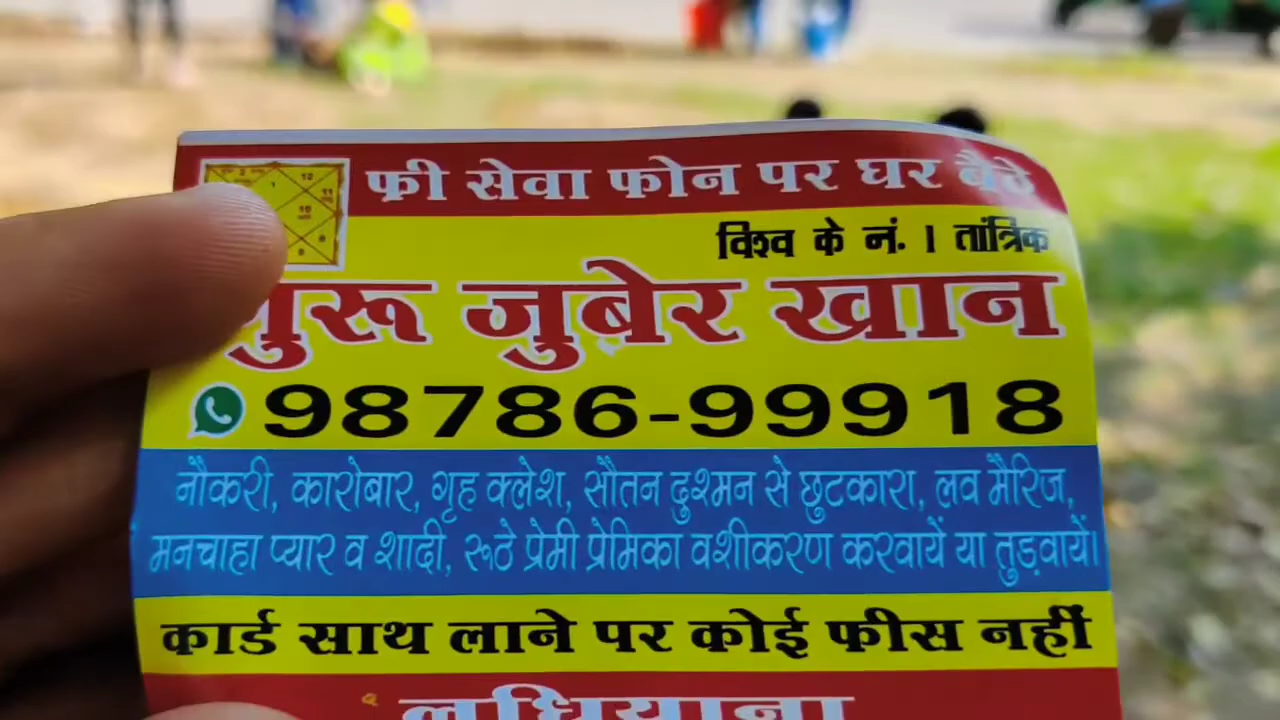 फ्री सेवा फोन पर घर बैठे
विश्व के नं. 1 तांत्रिक
गुरू जुबेर खान
98786-99918
नौकरी, कारोबार, गृह क्लेश, सौतन दुश्मन से छुटकारा, लव मैरिज,
मनचाहा प्यार व शादी, रूठे प्रेमी प्रेमिका वशीकरण करवायें या तुड़वायें।
कार्ड साथ लाने पर कोई फीस नहीं
लुधियाना